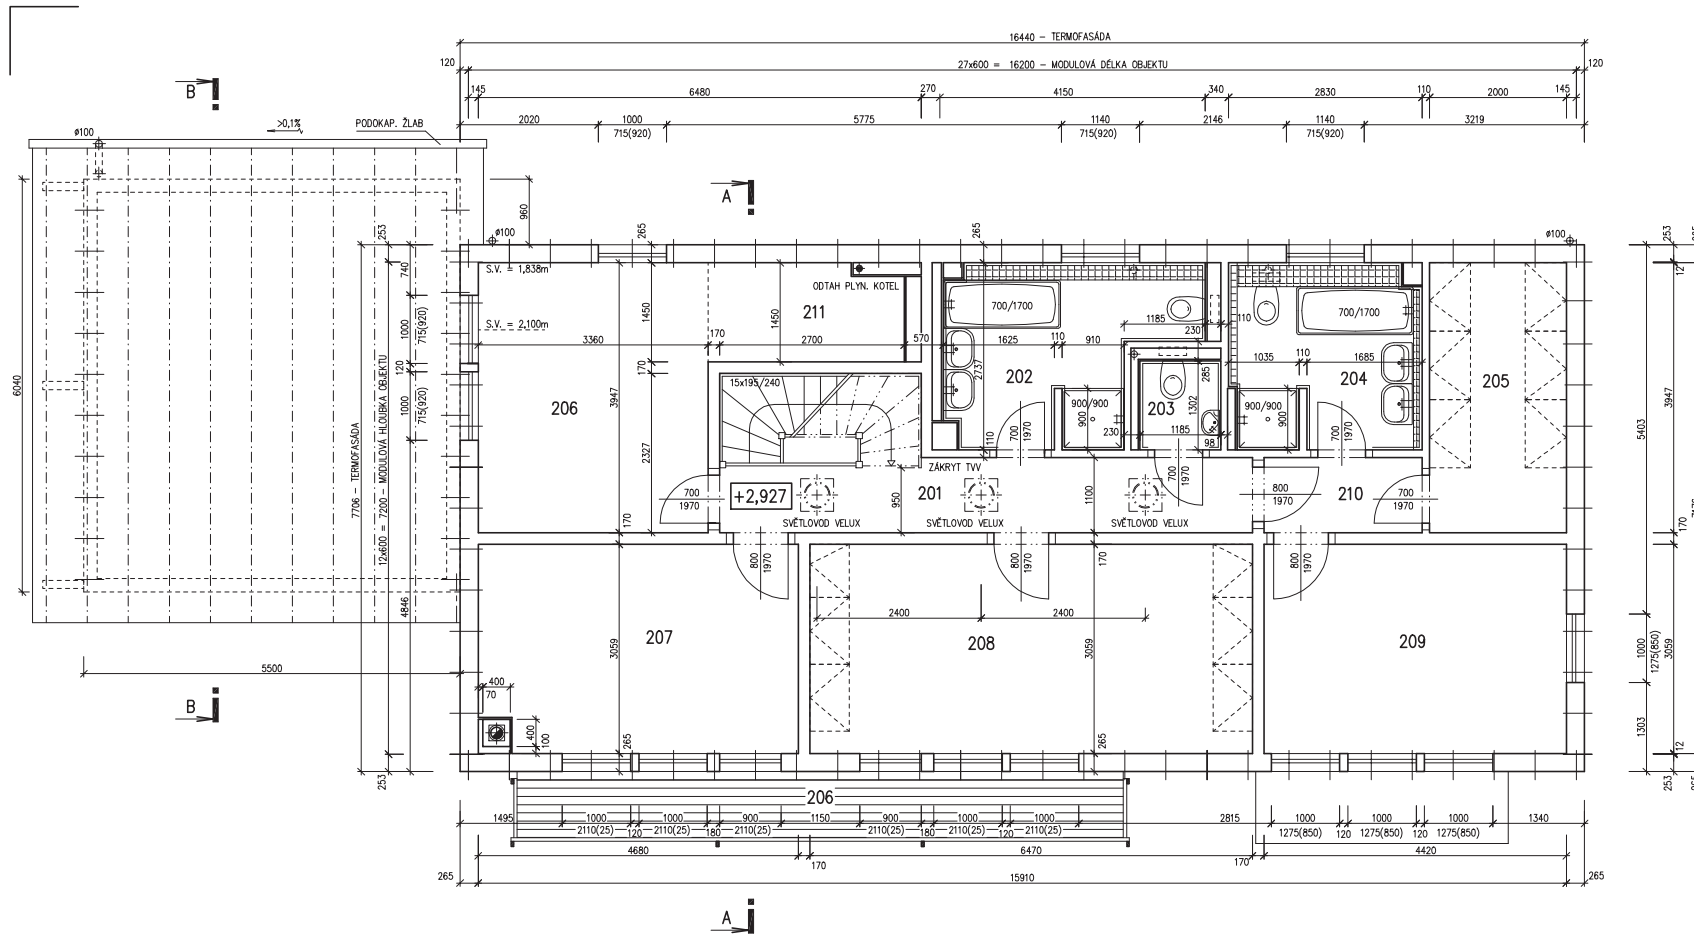 16440 – TERMOFASÁDA
120 27x600 = 16200 – MODULOVÁ DÉLKA OBJEKTU 120
145 6480 270 4150 340 2830 110 2000 145
2020 1000 5775 1140 2146 1140 3219
715(920) 715(920) 715(920)
B
ø100 >0,1% PODOKAP. ŽLAB
A
960
253 ø100 265 265 ø100 253
S.V. = 1,838m
740
ODTAH PLYN. KOTEL
700/1700 700/1700
12
211
S.V. = 2,100m
1450 1450
1000
715(920)
1185 230 110
3360 170 2700 570 1625 110 910
1035 110 1685
120 170
2737 285
202 204 205
15x195/240
6040
206 3947
203 1302
900/900 900/900
900 900
1000
715(920)
230 1185 98
5403 3947
7706 – TERMOFASÁDA
12x600 = 7200 – MODULOVÁ HLOUBKA OBJEKTU
2327
110 700 1970
700 1970
700 1970
ZÁKRYT TVV
700
1970
+2,927
950
201
1100
800
1970
210
700
1970
170
SVĚTLOVOD VELUX SVĚTLOVOD VELUX SVĚTLOVOD VELUX
170
800 1970
800 1970
170
800 1970
4846
2400 2400
207 208 209
3059 3059
1000
1275(850)
3059
5500
400
70
B
400
100
265 265
1303
12
253 253
206
1495 1000 1000 900 1150 900 1000 1000 2815 1000 1000 1000 1340
2110(25) 120 2110(25) 180 2110(25) 2110(25) 180 2110(25) 120 2110(25) 1275(850) 120 1275(850) 120 1275(850)
4680 170 6470 170 4420
265 15910 265
A